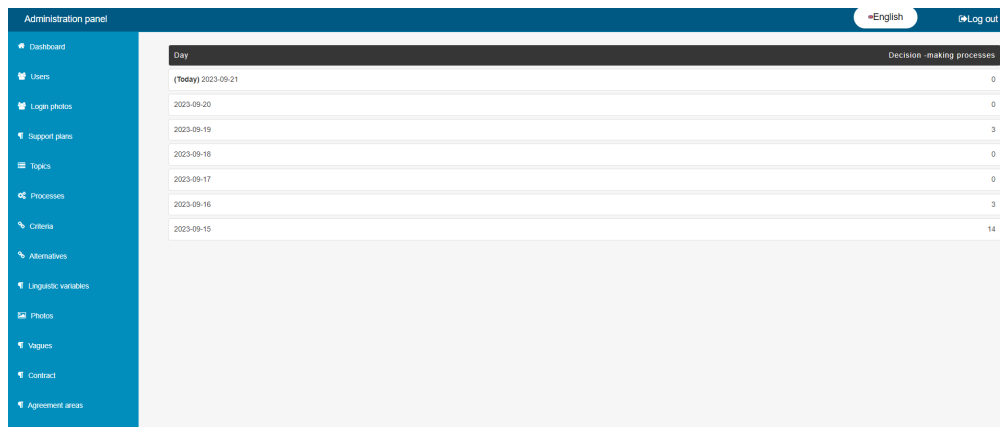 Administration panel
English
Log out
Dashboard
Users
Login photos
Support plans
Topics
Processes
Criteria
Alternatives
Linguistic variables
Photos
Vagues
Contract
Agreement areas
Day Decision -making processes
(Today) 2023-09-21 0
2023-09-20 0
2023-09-19 3
2023-09-18 0
2023-09-17 0
2023-09-16 3
2023-09-15 14